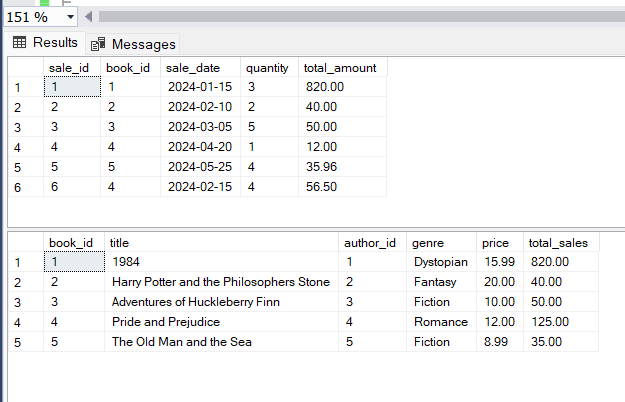 151 %
Results Messages
sale_id book_id sale_date quantity total_amount
1 1 1 2024-01-15 3 820.00
2 2 2 2024-02-10 2 40.00
3 3 3 2024-03-05 5 50.00
4 4 4 2024-04-20 1 12.00
5 5 5 2024-05-25 4 35.96
6 6 4 2024-02-15 4 56.50
book_id title author_id genre price total_sales
1 1 1984 1 Dystopian 15.99 820.00
2 2 Harry Potter and the Philosophers Stone 2 Fantasy 20.00 40.00
3 3 Adventures of Huckleberry Finn 3 Fiction 10.00 50.00
4 4 Pride and Prejudice 4 Romance 12.00 125.00
5 5 The Old Man and the Sea 5 Fiction 8.99 35.00